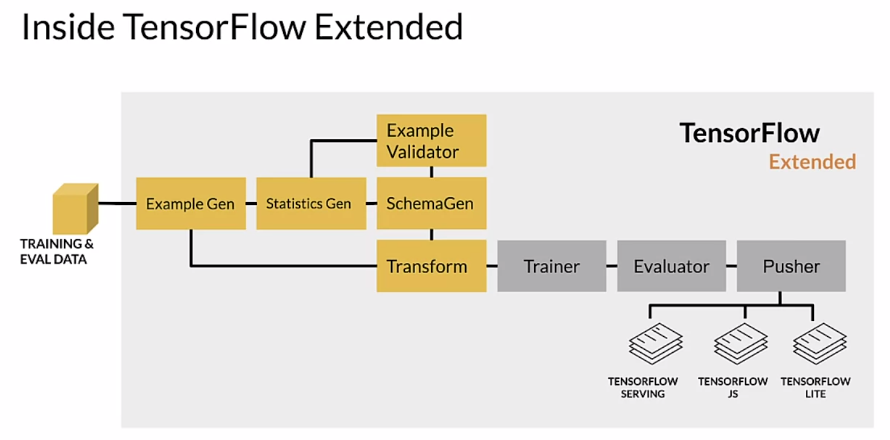 Inside TensorFlow Extended
TensorFlow
Extended
Example
Validator
Example Gen
Statistics Gen
SchemaGen
TRAINING &
EVAL DATA
Transform
Trainer
Evaluator
Pusher
TENSORFLOW
SERVING
TENSORFLOW
JS
TENSORFLOW
LITE